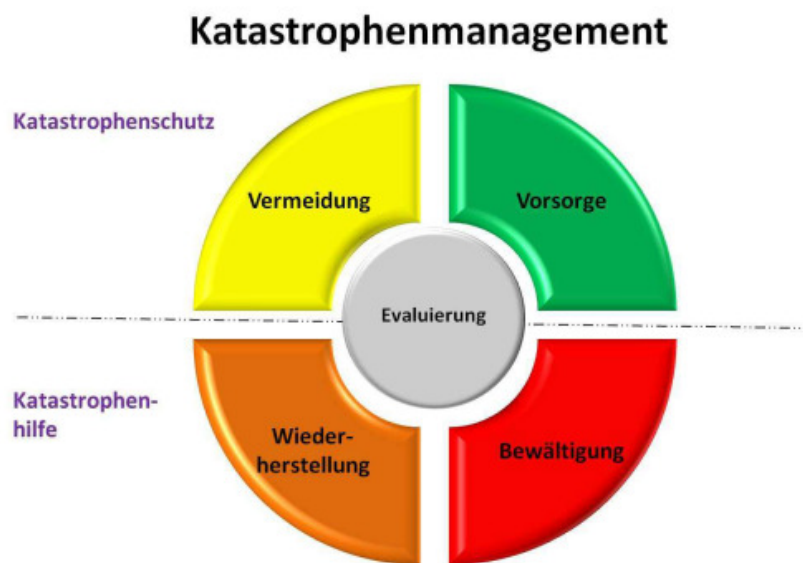 Katastrophenmanagement
Katastrophenschutz
Vermeidung
Vorsorge
Evaluierung
Katastrophen-
hilfe
Wieder-
herstellung
Bewältigung